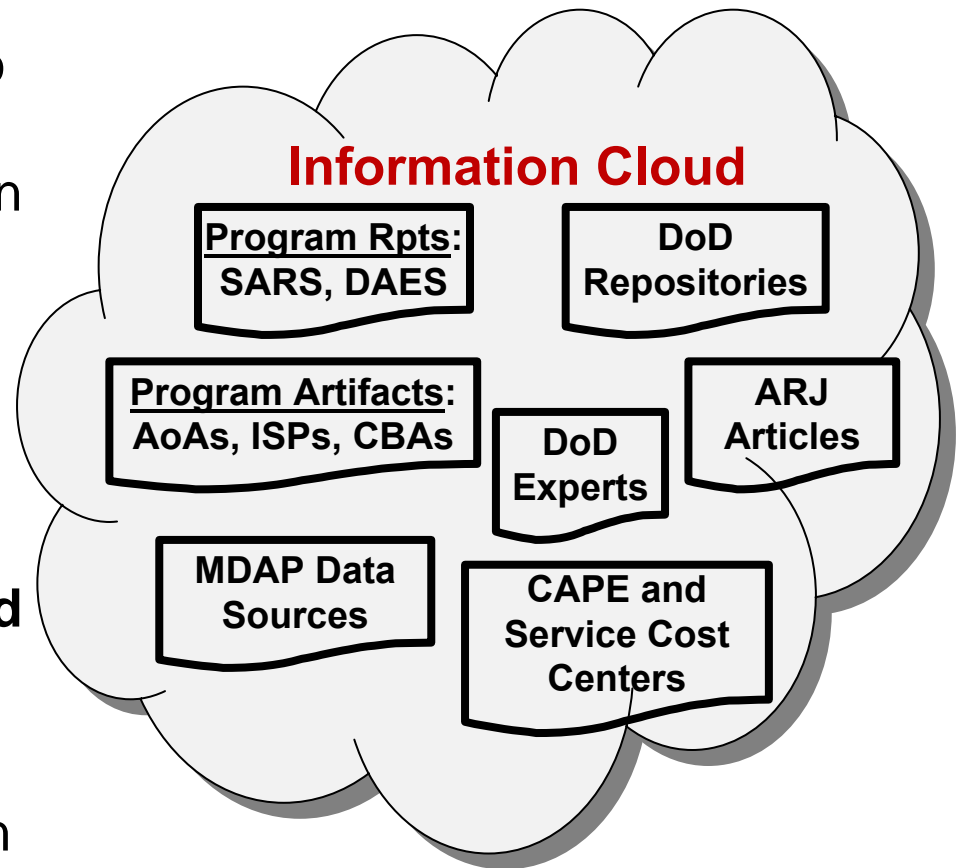 Information Cloud
Program Rpts:
SARS, DAES
DoD
Repositories
Program Artifacts:
AoAs, ISPs, CBAs
DoD
Experts
ARJ
Articles
MDAP Data
Sources
CAPE and
Service Cost
Centers